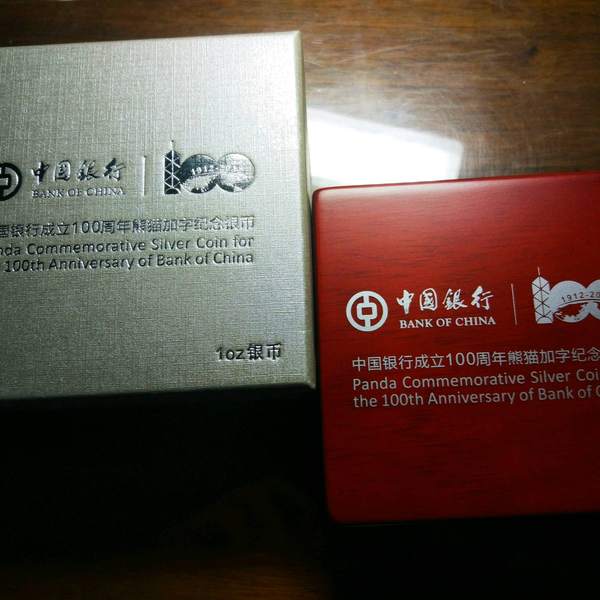 中国银行
BANK OF CHINA
100
国银行成立100周年熊猫加字纪念银币
nda Commemorative Silver Coin for
100th Anniversary of Bank of China
1oz银币
中国银行
BANK OF CHINA
1912-2
中国银行成立100周年熊猫加字纪念
Panda Commemorative Silver Coi
the 100th Anniversary of Bank of C